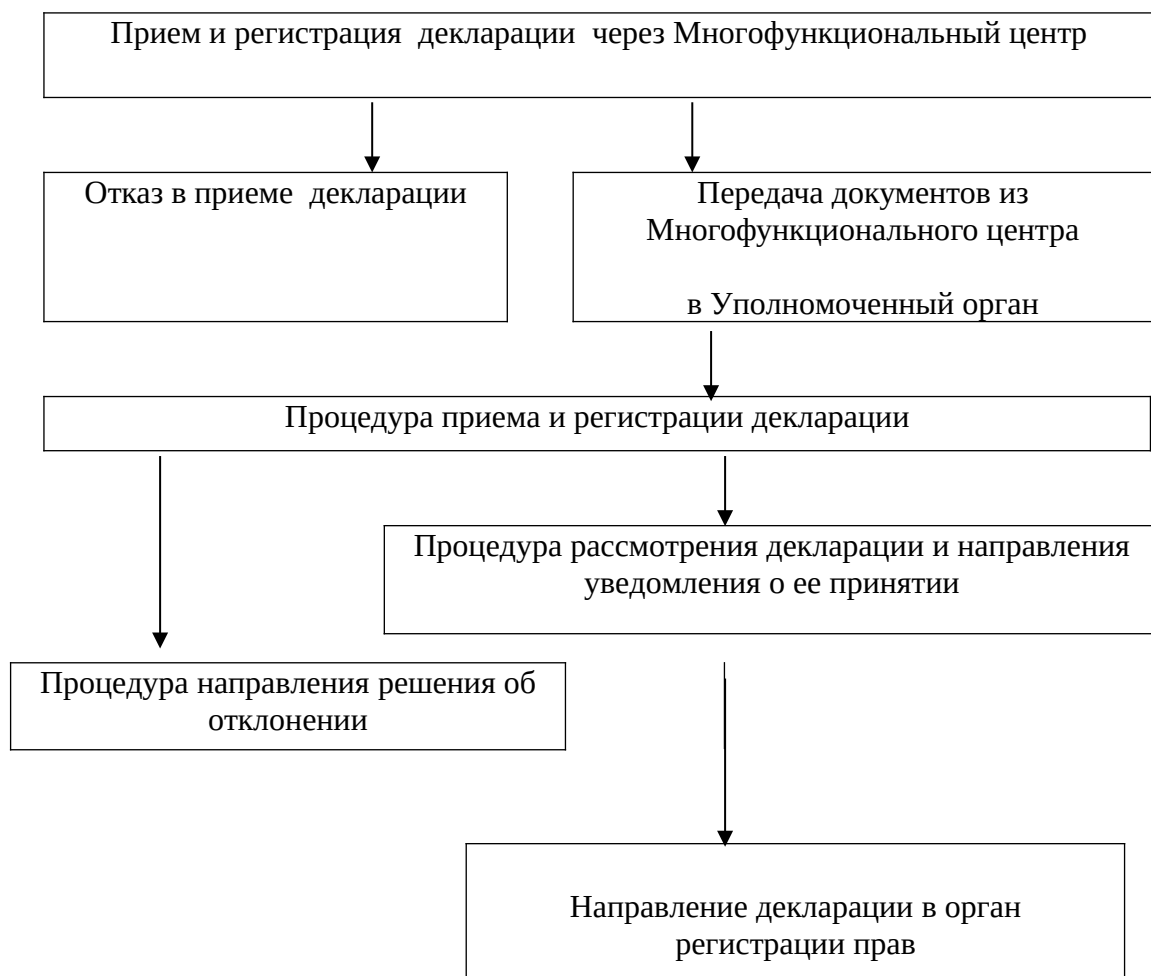 Прием и регистрация декларации через Многофункциональный центр
Отказ в приеме декларации
Передача документов из
Многофункционального центра
в Уполномоченный орган
Процедура приема и регистрации декларации
Процедура рассмотрения декларации и направления
уведомления о ее принятии
Процедура направления решения об
отклонении
Направление декларации в орган
регистрации прав